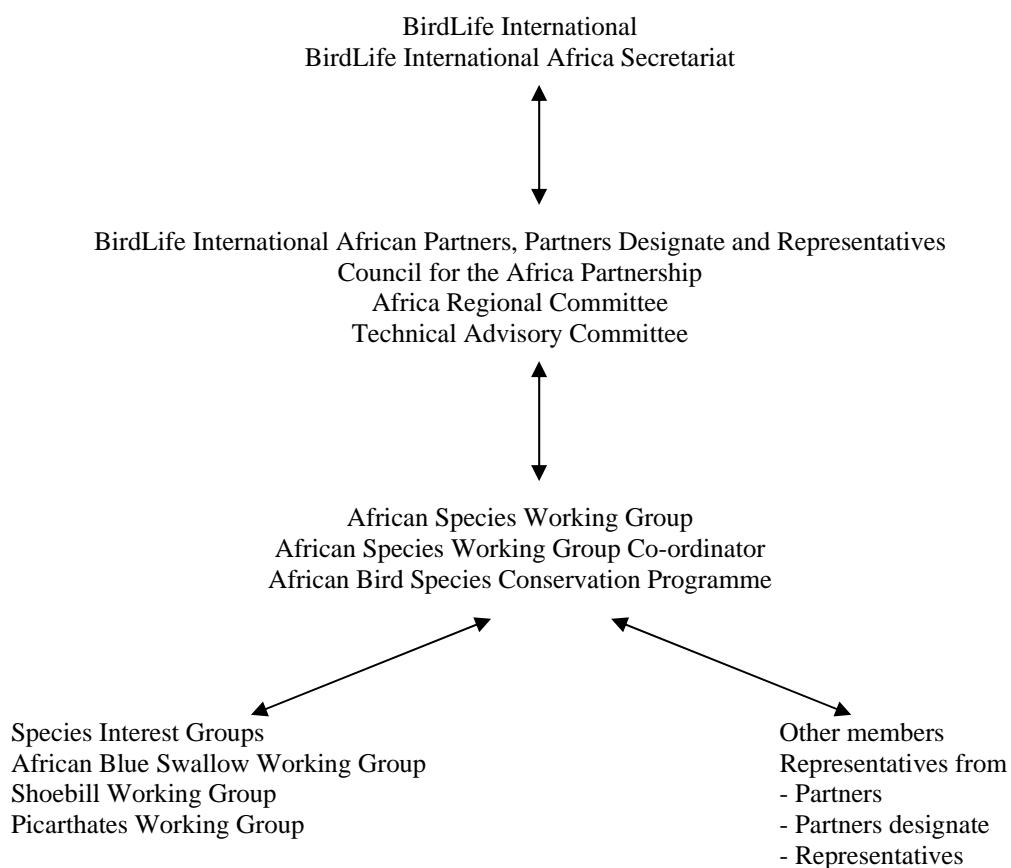 BirdLife International
BirdLife International Africa Secretariat
BirdLife International African Partners, Partners Designate and Representatives
Council for the Africa Partnership
Africa Regional Committee
Technical Advisory Committee
African Species Working Group
African Species Working Group Co-ordinator
African Bird Species Conservation Programme
Species Interest Groups
African Blue Swallow Working Group
Shoebill Working Group
Picarthates Working Group
Other members
Representatives from
- Partners
- Partners designate
- Representatives